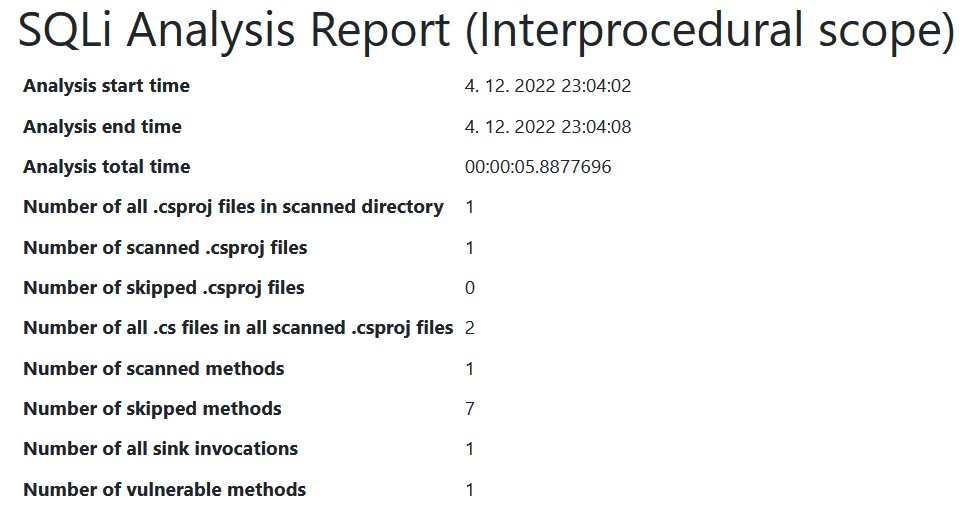 SQLi Analysis Report (Interprocedural scope)
Analysis start time 4. 12. 2022 23:04:02
Analysis end time 4. 12. 2022 23:04:08
Analysis total time 00:00:05.8877696
Number of all .csproj files in scanned directory 1
Number of scanned .csproj files 1
Number of skipped .csproj files 0
Number of all .cs files in all scanned .csproj files 2
Number of scanned methods 1
Number of skipped methods 7
Number of all sink invocations 1
Number of vulnerable methods 1